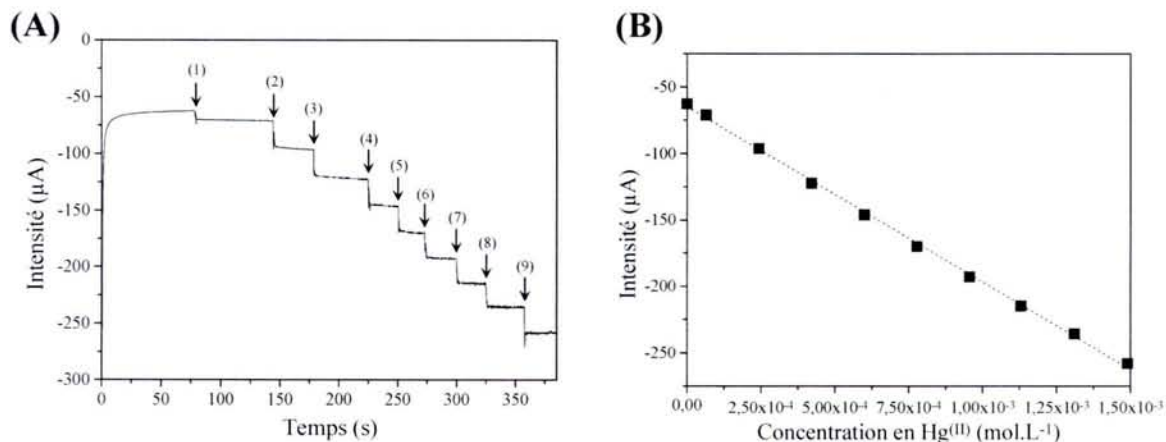 (A)
0
-50
-100
-150
-200
-250
-300
Intensité (µA)
(1)
(2)
(3)
(4)
(5)
(6)
(7)
(8)
(9)
0 50 100 150 200 250 300 350
Temps (s)
(B)
-50
-100
-150
-200
-250
Intensité (µA)
0,00 2,50x10-4 5,00x10-4 7,50x10-4 1,00x10-3 1,25x10-3 1,50x10-3
Concentration en Hg(II) (mol.L-1)